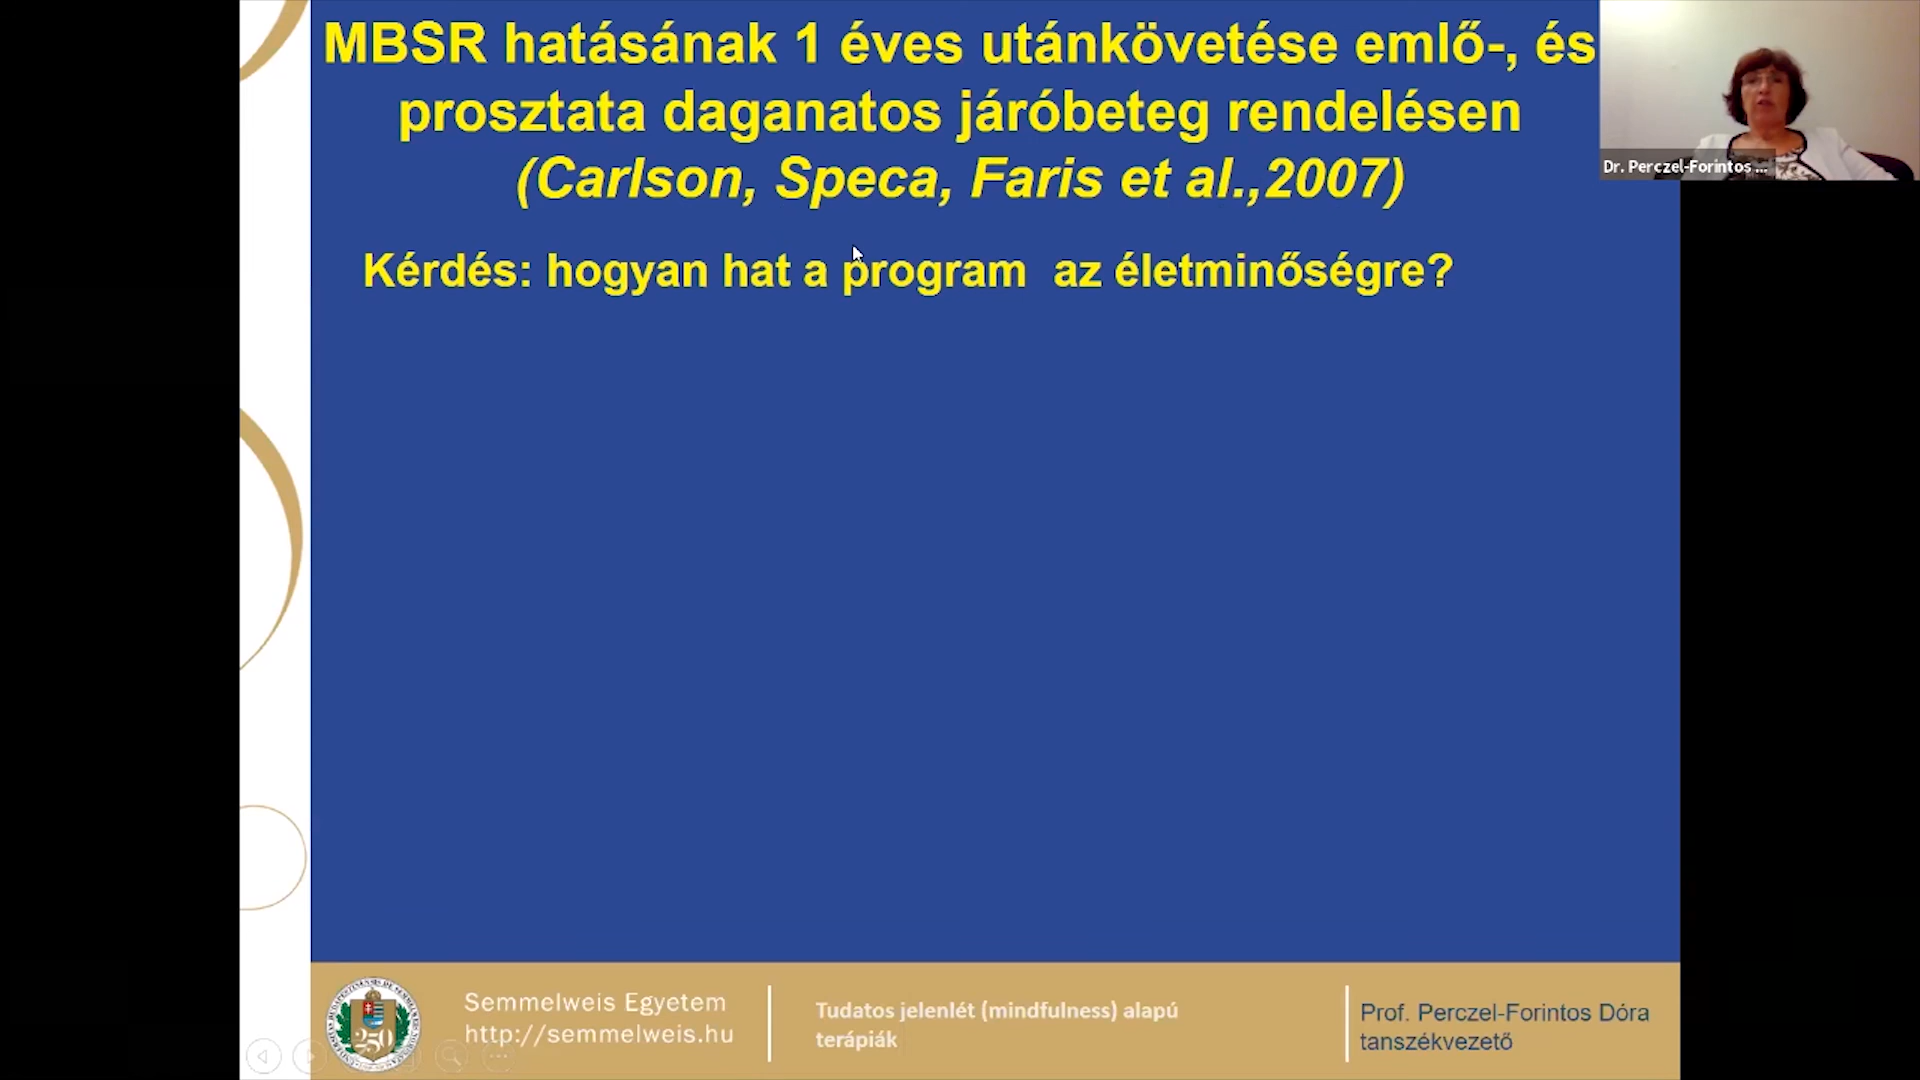 MBSR hatásának 1 éves utánkövetése emlő-, és
prosztata daganatos járóbeteg rendelésen
(Carlson, Speca, Faris et al.,2007)
Dr. Perczel-Forintos ...
Kérdés: hogyan hat a program  az életminőségre?
250
Semmelweis Egyetem
http://semmelweis.hu
Tudatos jelenlét (mindfulness) alapú
terápiák
Prof. Perczel-Forintos Dóra
tanszékvezető